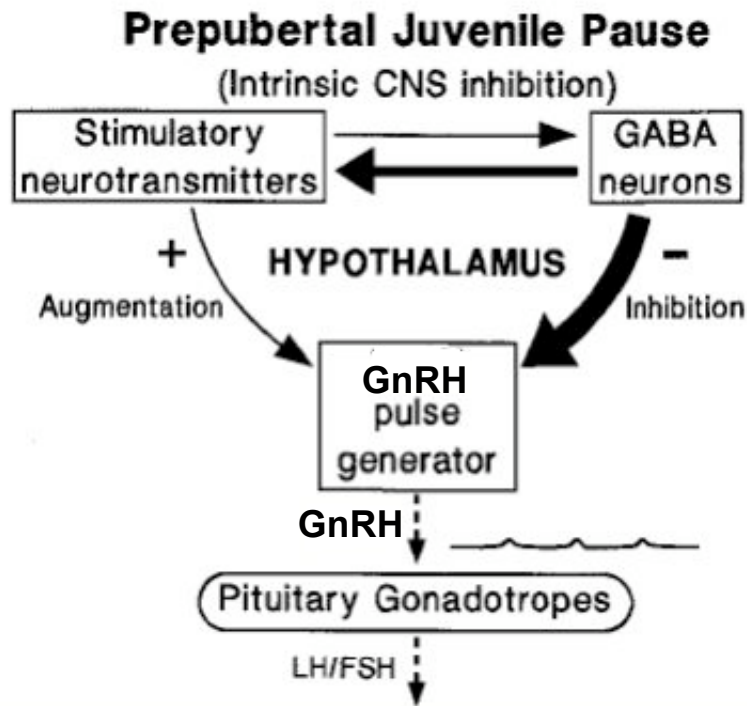 Prepubertal Juvenile Pause
(Intrinsic CNS inhibition)
Stimulatory
neurotransmitters
GABA
neurons
+
HYPOTHALAMUS
-
Augmentation
Inhibition
GnRH
pulse
generator
GnRH
Pituitary Gonadotropes
LH/FSH